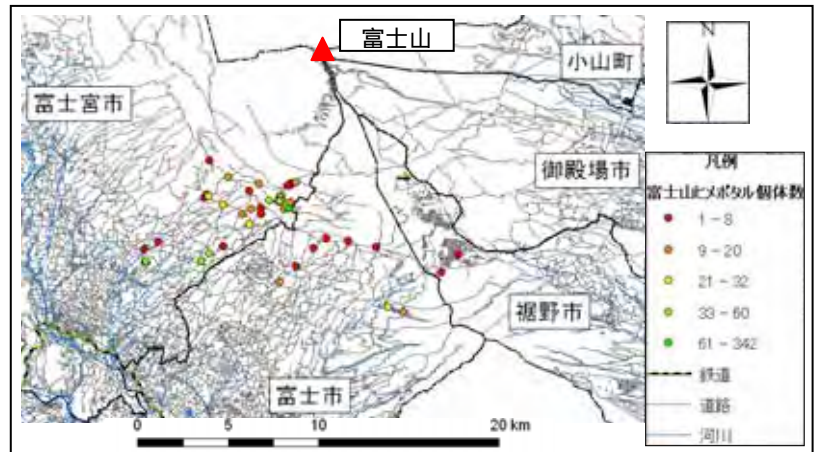 富士山
小山町
N
富士宮市
御殿場市
凡例
富士山ヒメボタル個体数
1 - 8
9 - 20
21 - 32
裾野市
33 - 60
61 - 342
鉄道
富士市
道路
0 5 10 20 km
河川